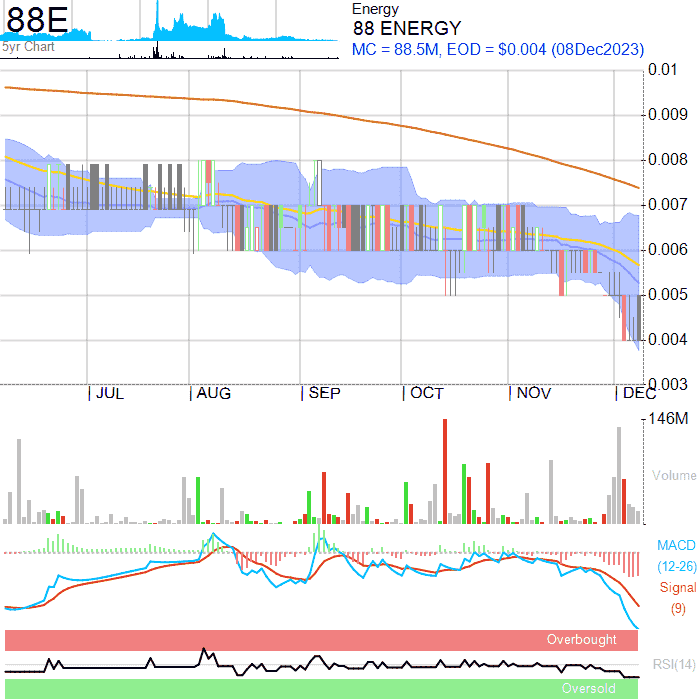 88E
5yr Chart
Energy
88 ENERGY
MC = 88.5M, EOD = $0.004 (08Dec2023)
0.01
0.009
0.008
0.007
0.006
0.005
0.004
0.003
JUL AUG SEP OCT NOV DEC
146M
Volume
MACD
(12-26)
Signal
(9)
Overbought
RSI(14)
Oversold